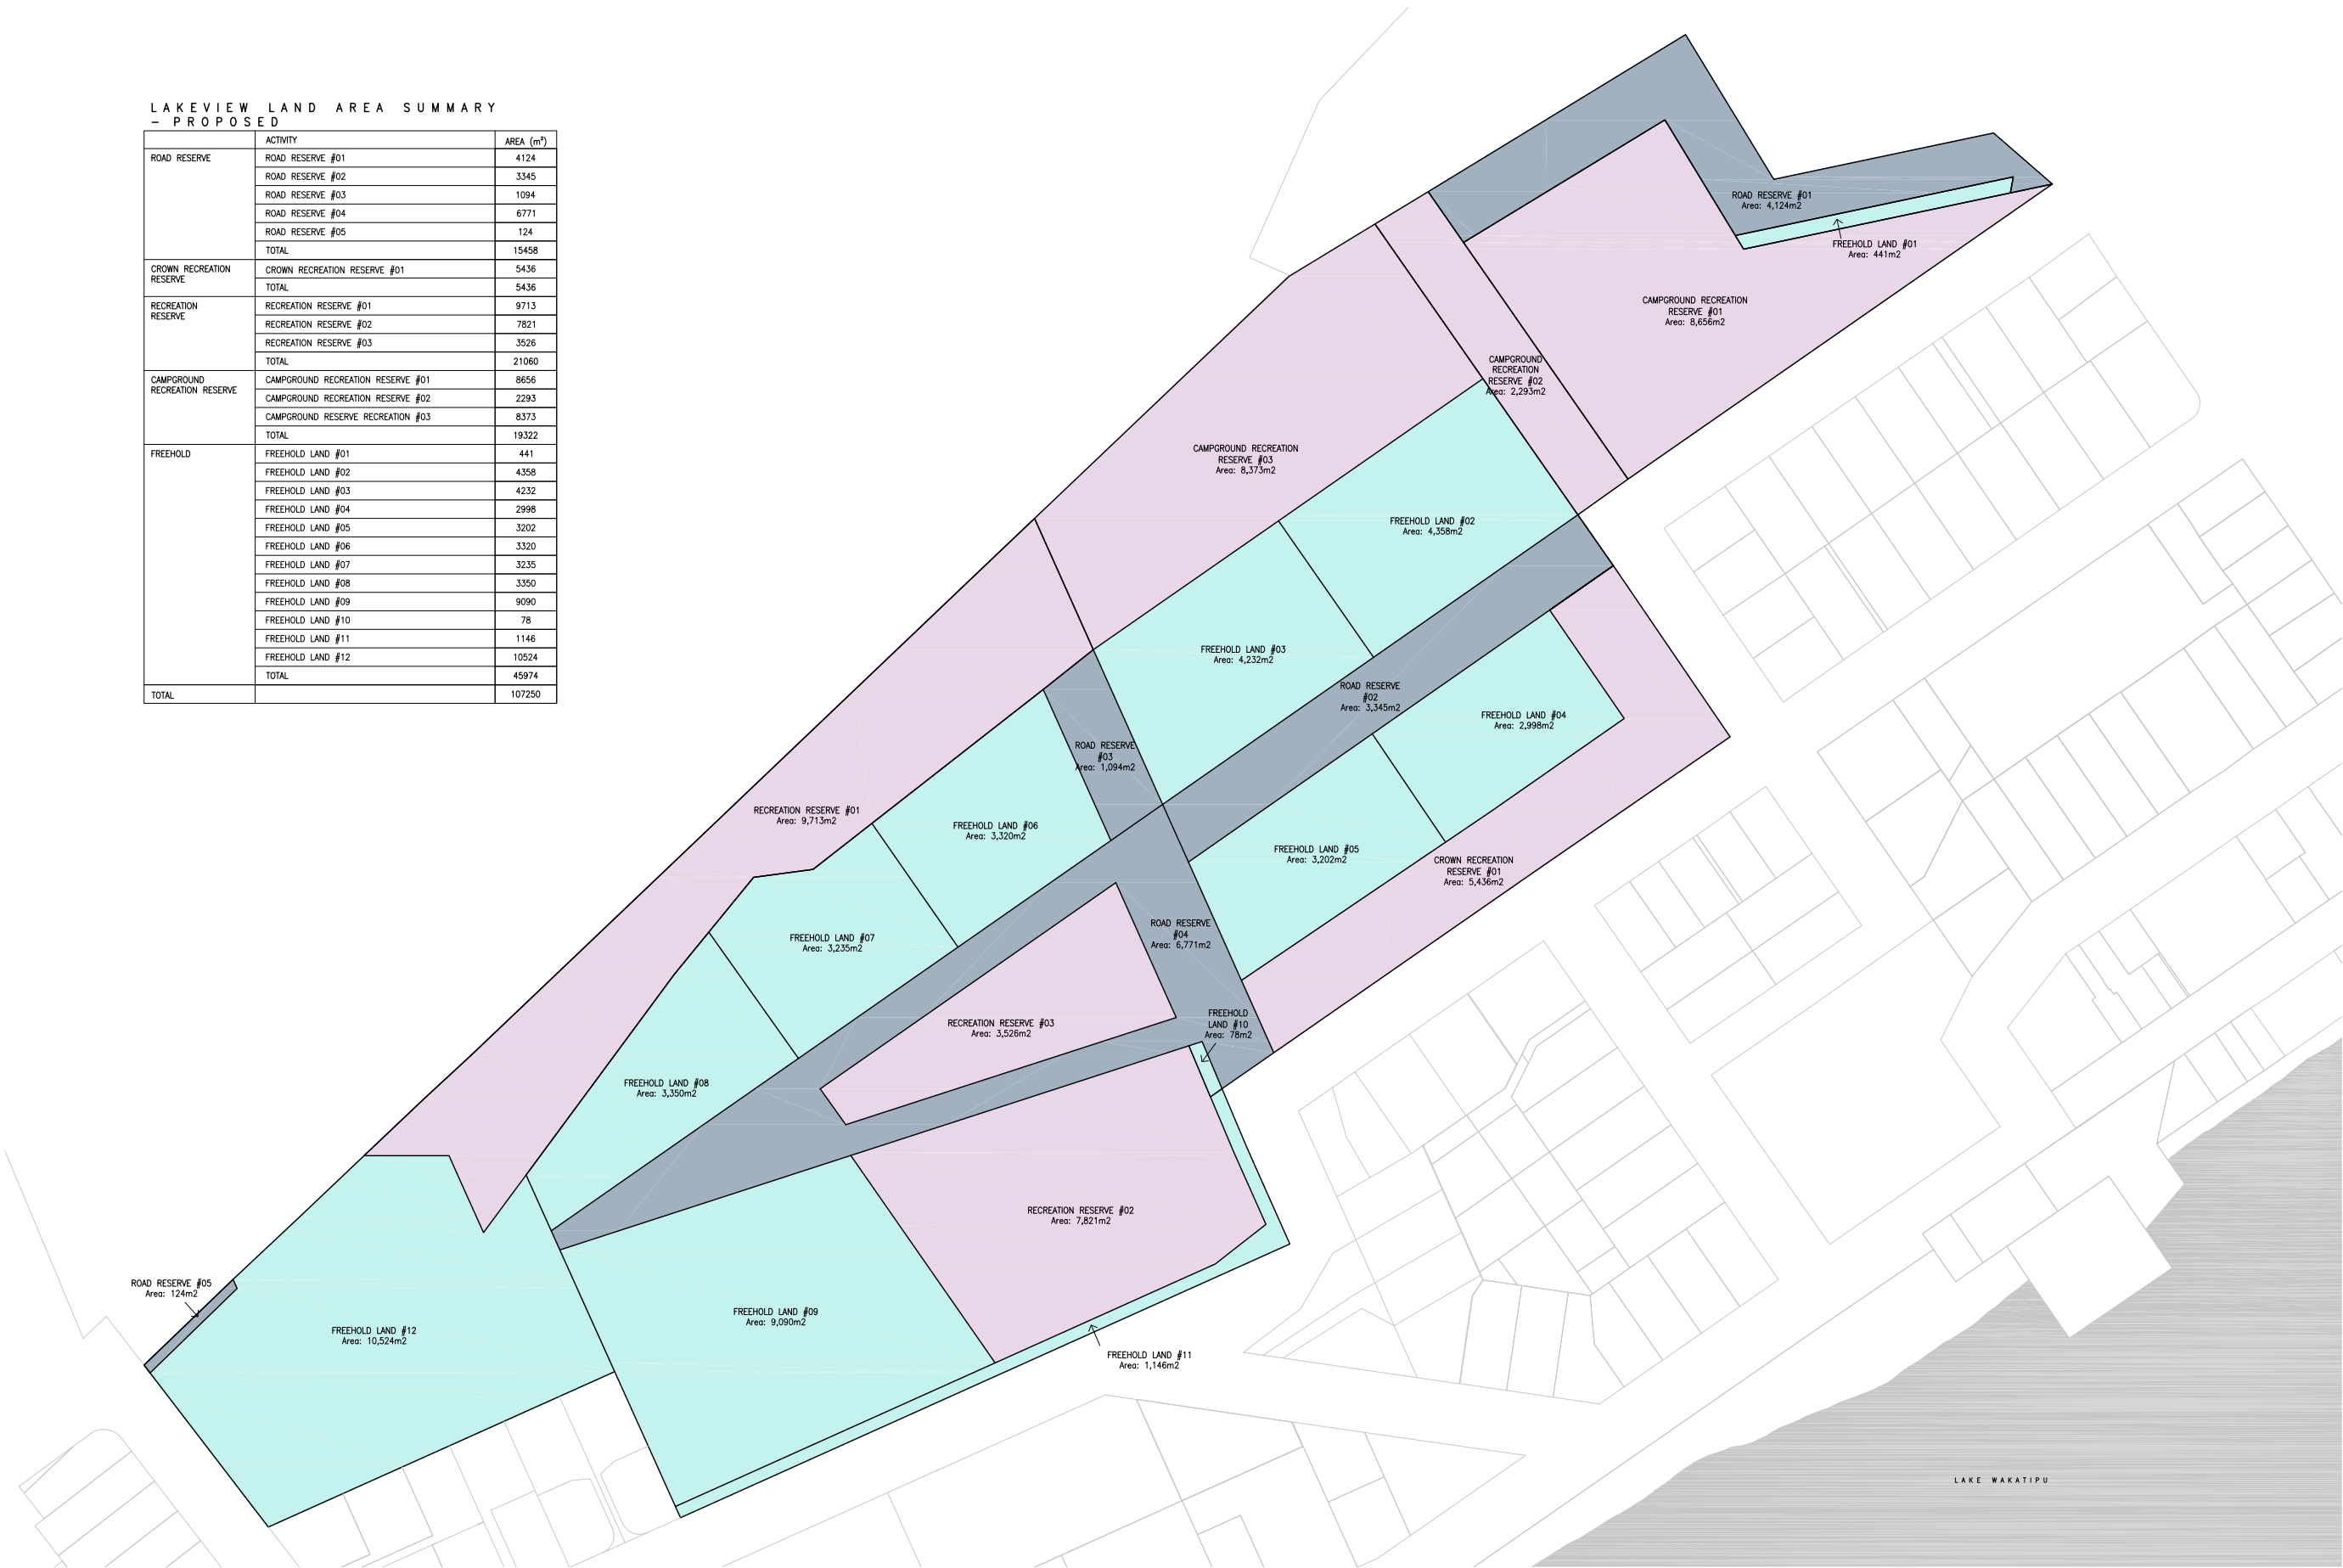 LAKEVIEW LAND AREA SUMMARY
- PROPOSED
ACTIVITY AREA (m²)
ROAD RESERVE ROAD RESERVE #01 4124
ROAD RESERVE #02 3345
ROAD RESERVE #03 1094
ROAD RESERVE #04 6771
ROAD RESERVE #05 124
TOTAL 15458
CROWN RECREATION
RESERVE
CROWN RECREATION RESERVE #01 5436
TOTAL 5436
RECREATION
RESERVE
RECREATION RESERVE #01 9713
RECREATION RESERVE #02 7821
RECREATION RESERVE #03 3526
TOTAL 21060
CAMPGROUND
RECREATION RESERVE
CAMPGROUND RECREATION RESERVE #01 8656
CAMPGROUND RECREATION RESERVE #02 2293
CAMPGROUND RESERVE RECREATION #03 8373
TOTAL 19322
FREEHOLD FREEHOLD LAND #01 441
FREEHOLD LAND #02 4358
FREEHOLD LAND #03 4232
FREEHOLD LAND #04 2998
FREEHOLD LAND #05 3202
FREEHOLD LAND #06 3320
FREEHOLD LAND #07 3235
FREEHOLD LAND #08 3350
FREEHOLD LAND #09 9090
FREEHOLD LAND #10 78
FREEHOLD LAND #11 1146
FREEHOLD LAND #12 10524
TOTAL 45974
TOTAL 107250
ROAD RESERVE #01
Area: 4,124m2
FREEHOLD LAND #01
Area: 441m2
CAMPGROUND RECREATION
RESERVE #01
Area: 8,656m2
CAMPGROUND
RECREATION
RESERVE #02
Area: 2,293m2
CAMPGROUND RECREATION
RESERVE #03
Area: 8,373m2
FREEHOLD LAND #02
Area: 4,358m2
FREEHOLD LAND #03
Area: 4,232m2
ROAD RESERVE
#02
Area: 3,345m2
FREEHOLD LAND #04
Area: 2,998m2
ROAD RESERVE
#03
Area: 1,094m2
RECREATION RESERVE #01
Area: 9,713m2
FREEHOLD LAND #06
Area: 3,320m2
FREEHOLD LAND #05
Area: 3,202m2
CROWN RECREATION
RESERVE #01
Area: 5,436m2
FREEHOLD LAND #07
Area: 3,235m2
ROAD RESERVE
#04
Area: 6,771m2
RECREATION RESERVE #03
Area: 3,526m2
FREEHOLD
LAND #10
Area: 78m2
FREEHOLD LAND #08
Area: 3,350m2
RECREATION RESERVE #02
Area: 7,821m2
ROAD RESERVE #05
Area: 124m2
FREEHOLD LAND #09
Area: 9,090m2
FREEHOLD LAND #12
Area: 10,524m2
FREEHOLD LAND #11
Area: 1,146m2
LAKE WAKATIPU